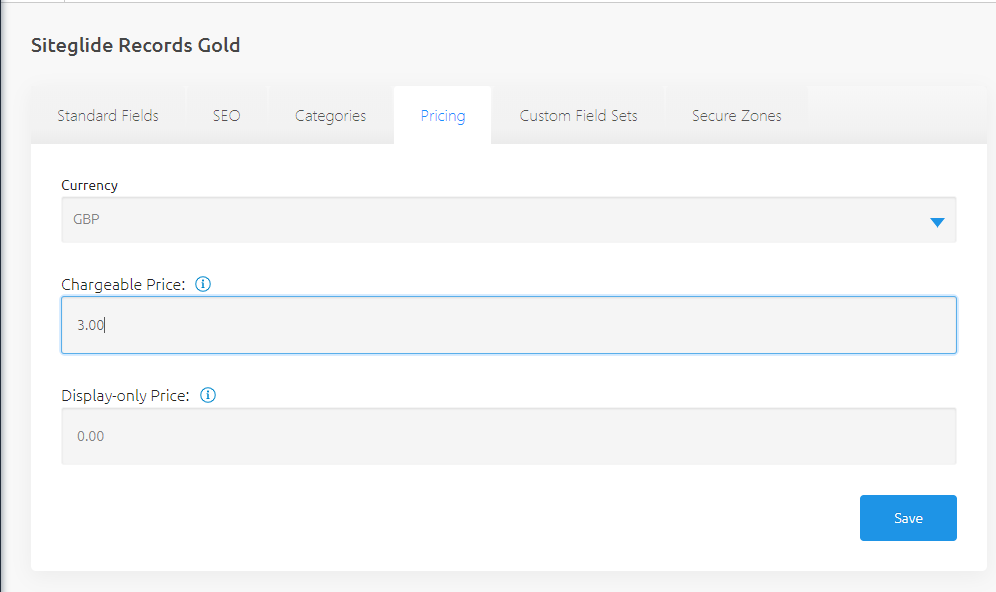 Siteglide Records Gold
Standard Fields SEO Categories Pricing Custom Field Sets Secure Zones
Currency
GBP
Chargeable Price:
3.00
Display-only Price:
0.00
Save